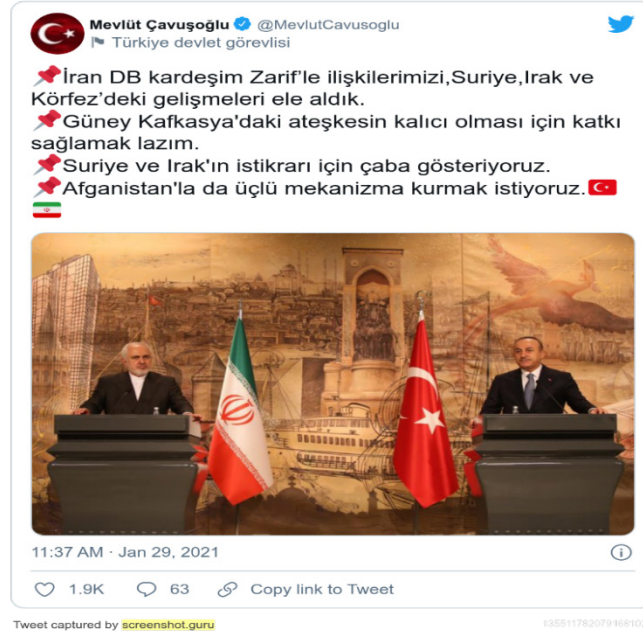 Mevlüt Çavuşoğlu @MevlutCavusoglu
Türkiye devlet görevlisi
İran DB kardeşim Zarif'le ilişkilerimizi,Suriye,Irak ve
Körfez'deki gelişmeleri ele aldık.
Güney Kafkasya'daki ateşkesin kalıcı olması için katkı
sağlamak lazım.
Suriye ve Irak'ın istikrarı için çaba gösteriyoruz.
Afganistan'la da üçlü mekanizma kurmak istiyoruz.
11:37 AM · Jan 29, 2021
1.9K 63 Copy link to Tweet
Tweet captured by screenshot.guru